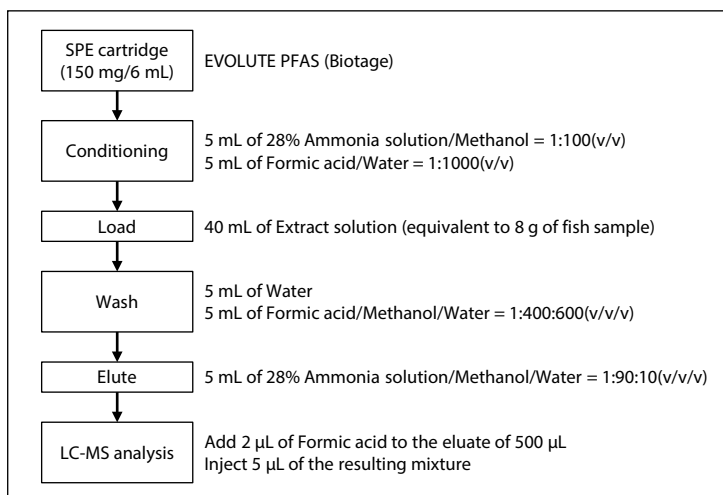 SPE cartridge
(150 mg/6 mL)
EVOLUTE PFAS (Biotage)
Conditioning
5 mL of 28% Ammonia solution/Methanol = 1:100(v/v)
5 mL of Formic acid/Water = 1:1000(v/v)
Load
40 mL of Extract solution (equivalent to 8 g of fish sample)
Wash
5 mL of Water
5 mL of Formic acid/Methanol/Water = 1:400:600(v/v/v)
Elute
5 mL of 28% Ammonia solution/Methanol/Water = 1:90:10(v/v/v)
LC-MS analysis
Add 2 μL of Formic acid to the eluate of 500 μL
Inject 5 μL of the resulting mixture